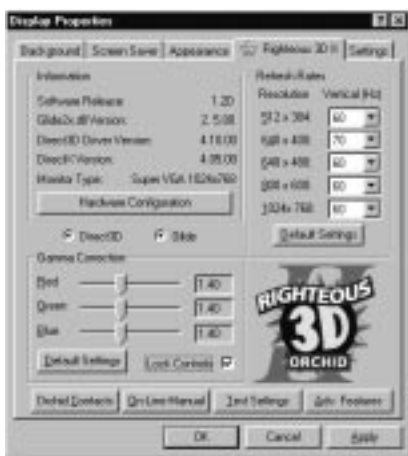 Display Properties
Background Screen Saver Appearance Righteous 3D II Settings
Information
Software Release: 1.20
Glide2x.dll Version: 2.5.00
Direct3D Driver Version: 4.10.00
DirectX Version: 4.05.00
Monitor Type: Super VGA 1024x768
Hardware Configuration
Direct3D Glide
Gamma Correction
Red 1.40
Green 1.40
Blue 1.40
Default Settings Lock Controls
Refresh Rates
Resolution Vertical (Hz)
512 x 384: 60
640 x 400: 70
640 x 480: 60
800 x 600: 60
1024x 768: 60
Default Settings
RIGHTEOUS
3D
ORCHID
Orchid Contacts On-Line Manual Test Settings Adv. Features
OK Cancel Apply